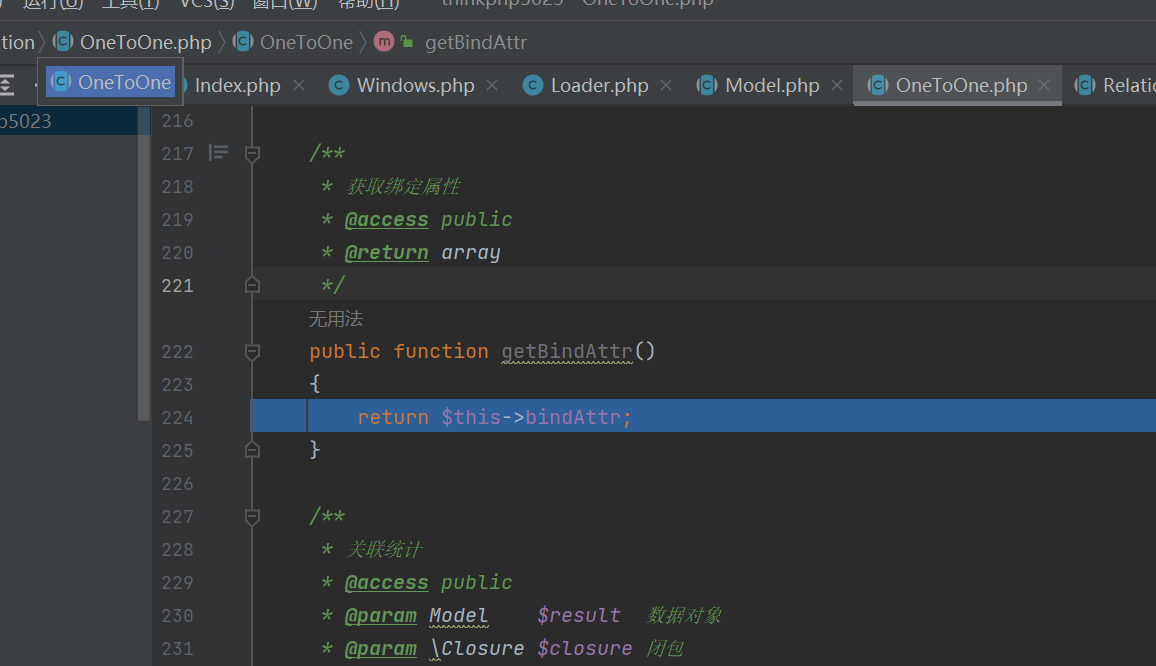 运行(U) 工具(T) VCS(S) 窗口(W) 帮助(H) thinkphp5023 - OneToOne.php
tion OneToOne.php OneToOne m getBindAttr
OneToOne Index.php Windows.php Loader.php Model.php OneToOne.php Relatio
p5023
216
217 /**
218 * 获取绑定属性
219 * @access public
220 * @return array
221 */
无用法
222 public function getBindAttr()
223 {
224 return $this->bindAttr;
225 }
226
227 /**
228 * 关联统计
229 * @access public
230 * @param Model $result 数据对象
231 * @param \Closure $closure 闭包